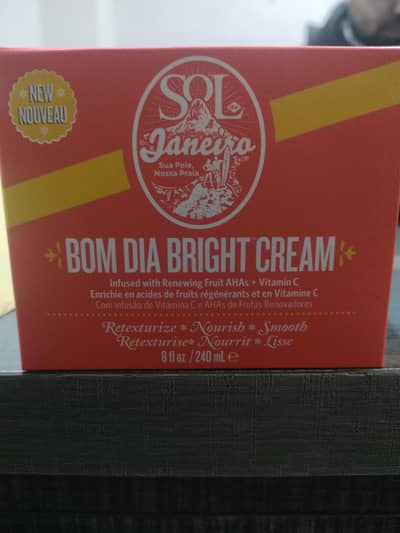 NEW
NOUVEAU
SOL
de
Janeiro
Sua Pele,
Nossa Praia
BOM DIA BRIGHT CREAM
Infused with Renewing Fruit AHAs + Vitamin C
Enrichie en acides de fruits régénérants et en Vitamine C
Com infusão de Vitamina C e AHAs de Frutas Renovadores
Retexturize * Nourish * Smooth
Retexturise * Nourrit * Lisse
8 fl oz / 240 mL ℮